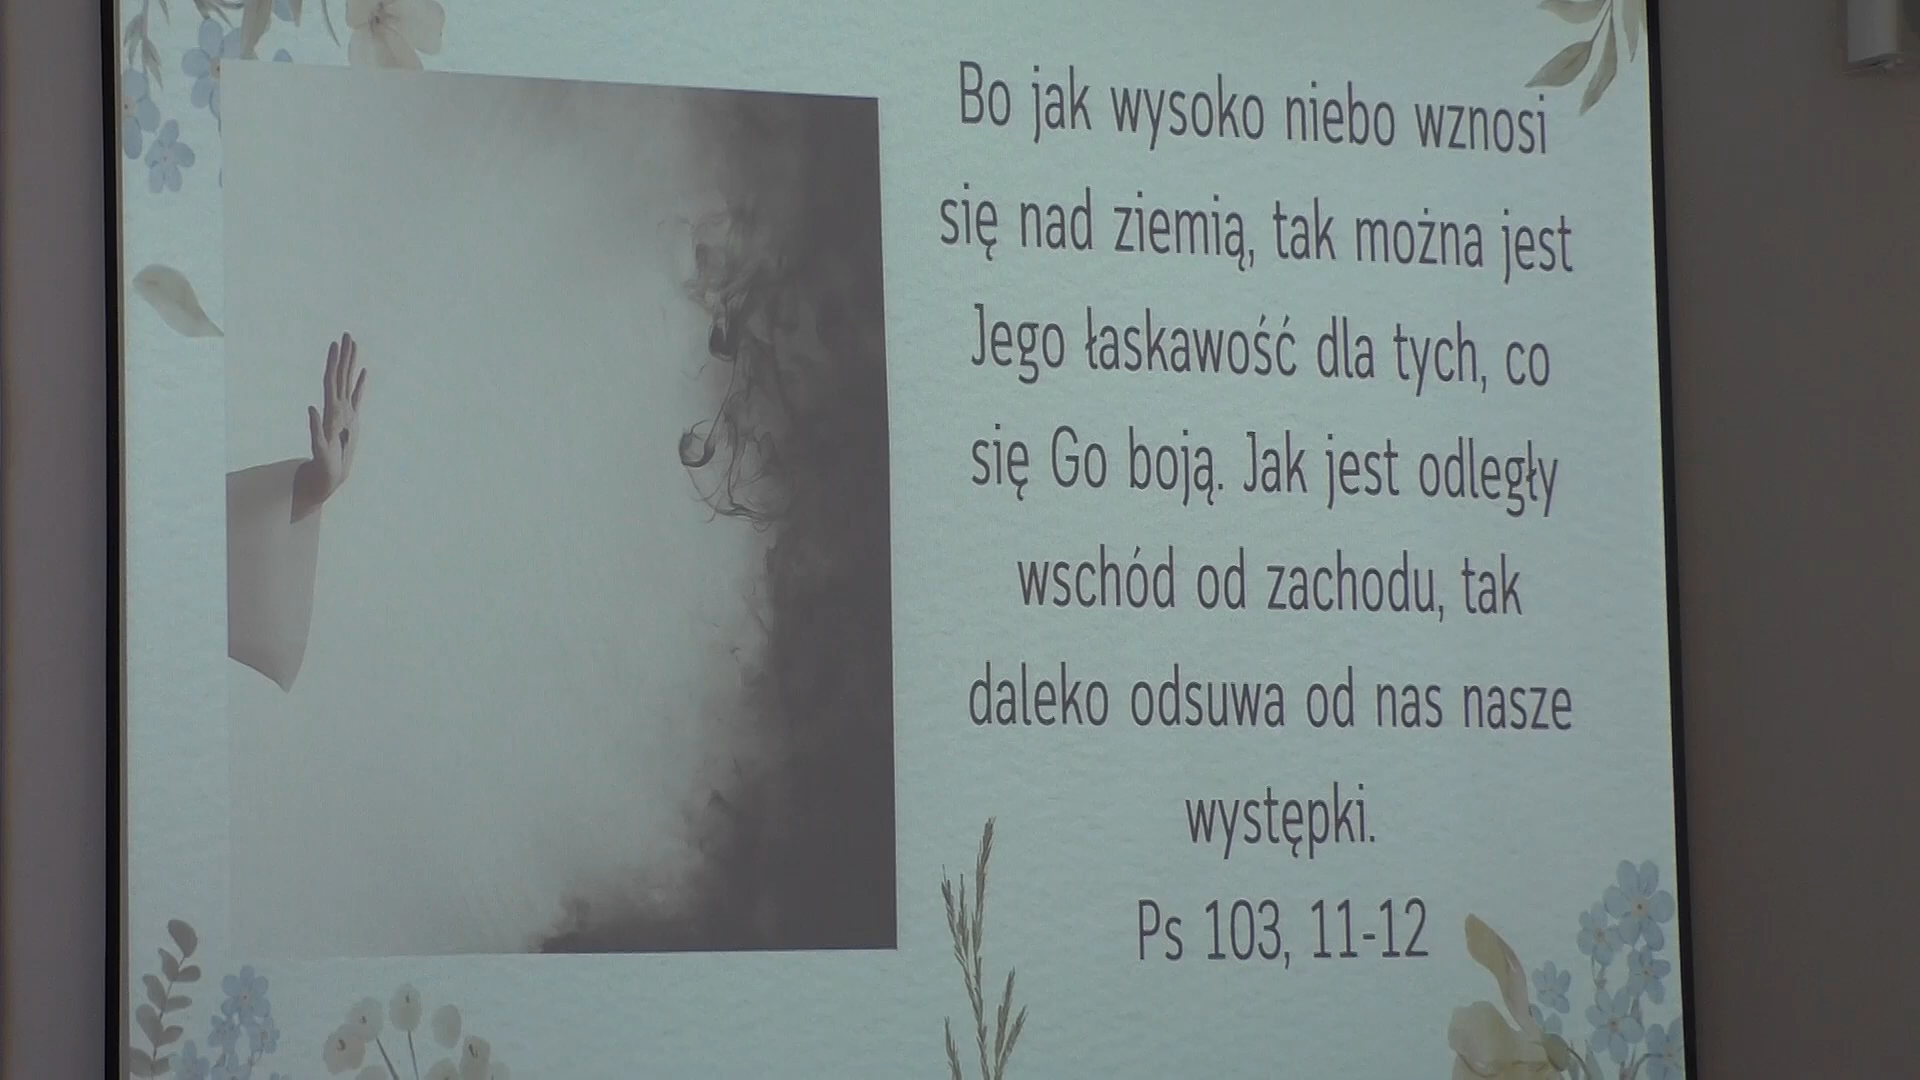 Bo jak wysoko niebo wznosi
się nad ziemią, tak można jest
Jego łaskawość dla tych, co
się Go boją. Jak jest odległy
wschód od zachodu, tak
daleko odsuwa od nas nasze
występki.
Ps 103, 11-12